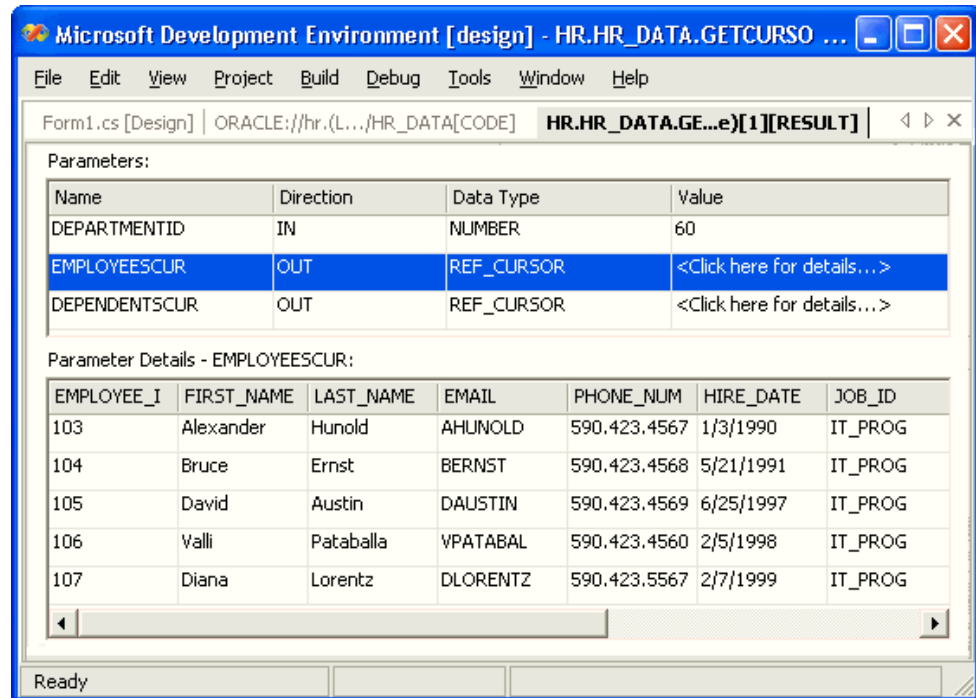 Microsoft Development Environment [design] - HR.HR_DATA.GETCURSO ...
File Edit View Project Build Debug Tools Window Help
Form1.cs [Design] ORACLE://hr.(L.../HR_DATA[CODE] HR.HR_DATA.GE...e)[1][RESULT]
Parameters:
Name Direction Data Type Value
DEPARTMENTID IN NUMBER 60
EMPLOYEESCUR OUT REF_CURSOR <Click here for details...>
DEPENDENTSCUR OUT REF_CURSOR <Click here for details...>
Parameter Details - EMPLOYEESCUR:
EMPLOYEE_I FIRST_NAME LAST_NAME EMAIL PHONE_NUM HIRE_DATE JOB_ID
103 Alexander Hunold AHUNOLD 590.423.4567 1/3/1990 IT_PROG
104 Bruce Ernst BERNST 590.423.4568 5/21/1991 IT_PROG
105 David Austin DAUSTIN 590.423.4569 6/25/1997 IT_PROG
106 Valli Pataballa VPATABAL 590.423.4560 2/5/1998 IT_PROG
107 Diana Lorentz DLORENTZ 590.423.5567 2/7/1999 IT_PROG
Ready